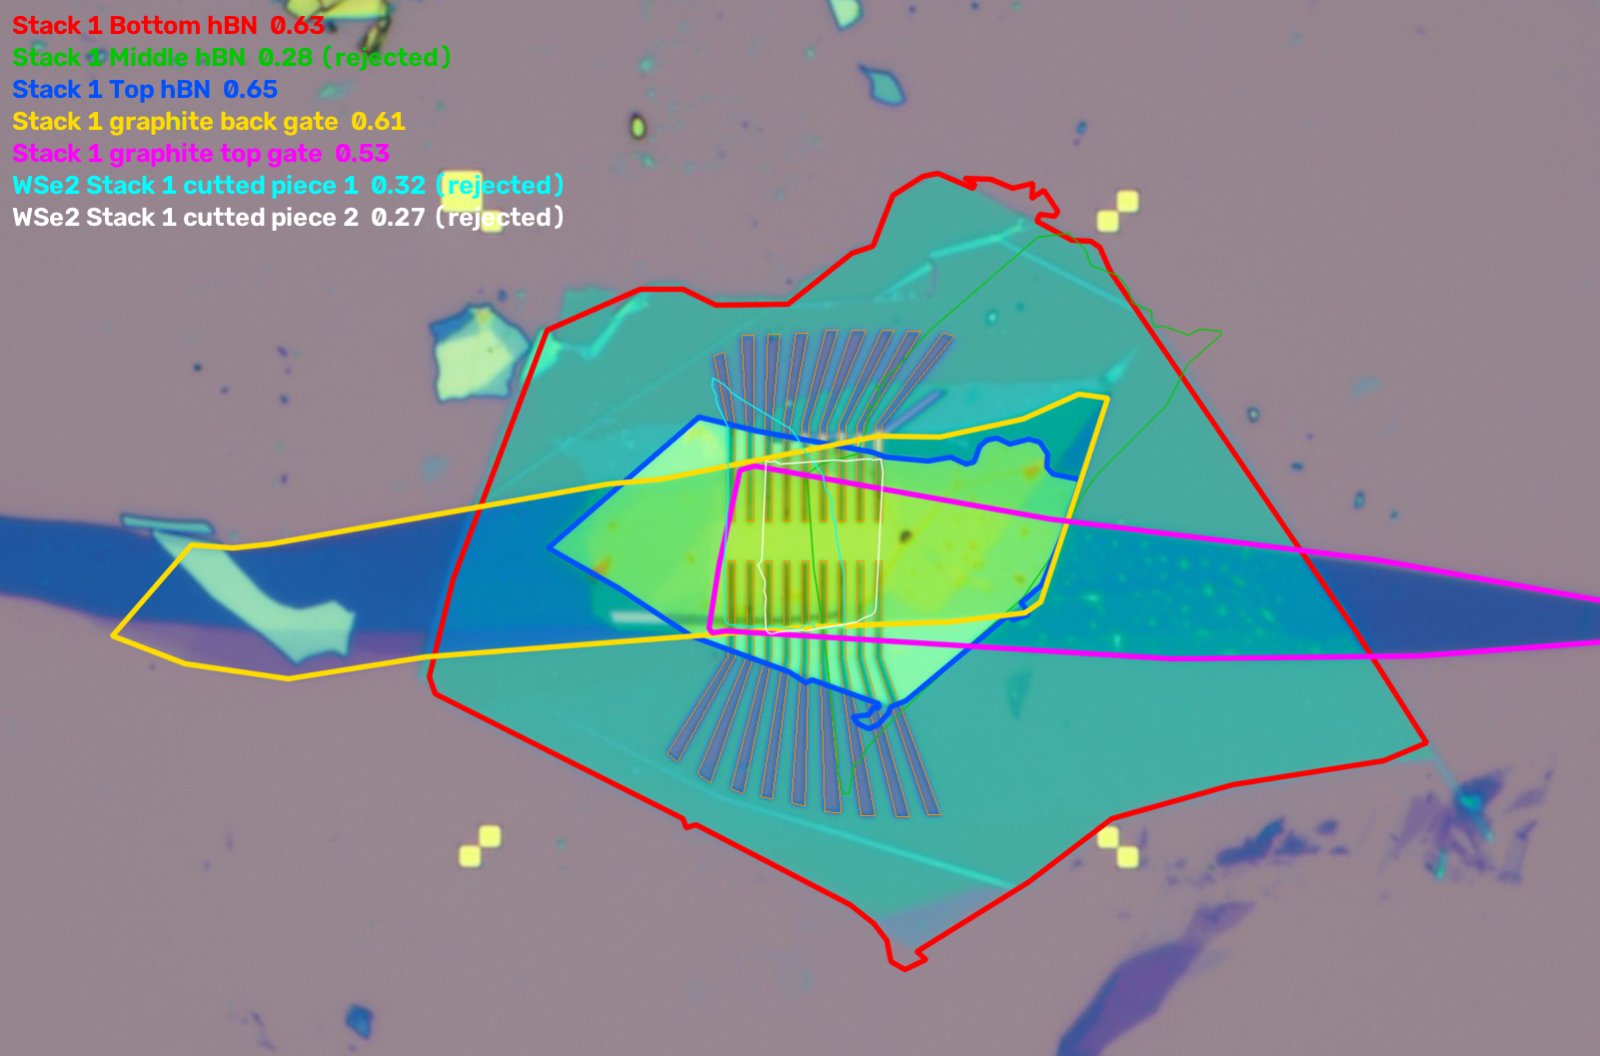 Stack 1 Bottom hBN 0.63
Stack 1 Middle hBN 0.28 (rejected)
Stack 1 Top hBN 0.65
Stack 1 graphite back gate 0.61
Stack 1 graphite top gate 0.53
WSe2 Stack 1 cutted piece 1 0.32 (rejected)
WSe2 Stack 1 cutted piece 2 0.27 (rejected)